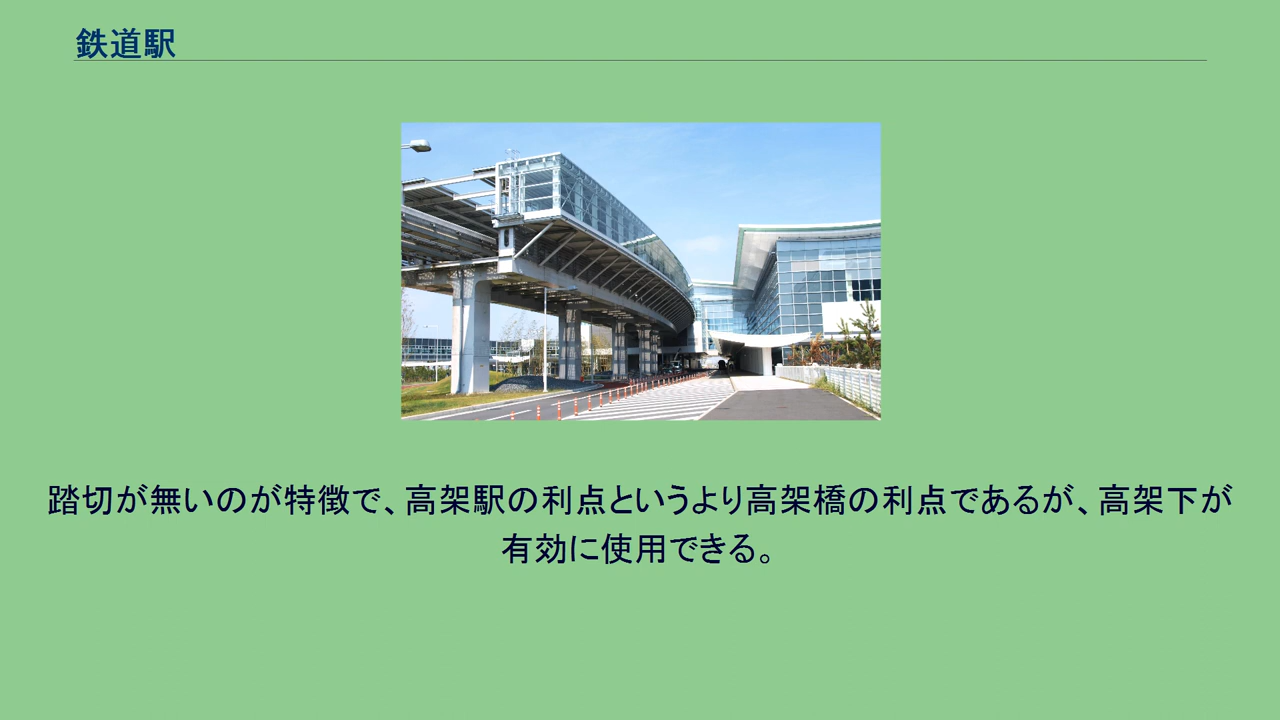 鉄道駅
踏切が無いのが特徴で、高架駅の利点というより高架橋の利点であるが、高架下が
有効に使用できる。